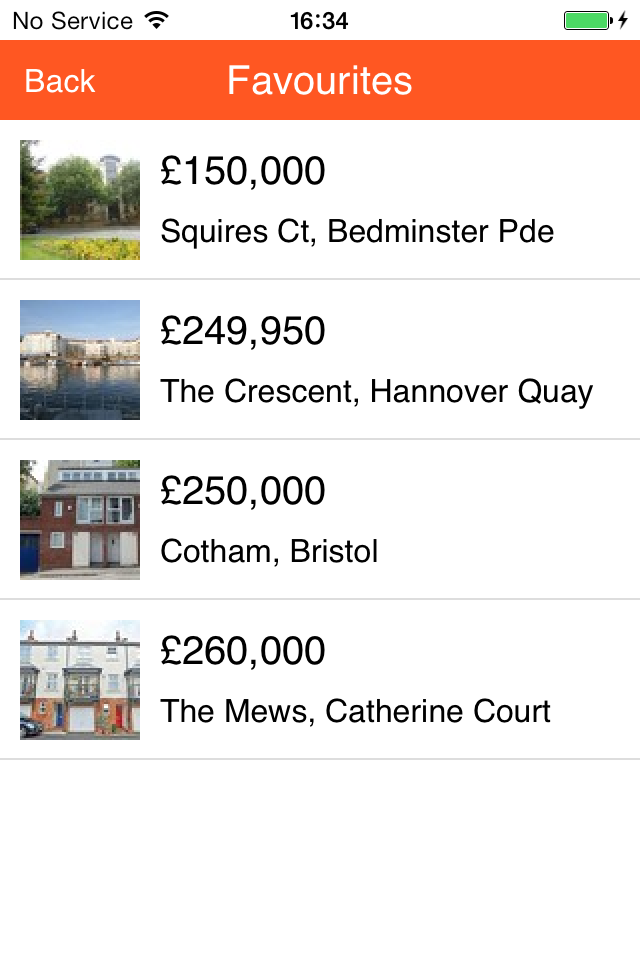 No Service 16:34
Back Favourites
£150,000
Squires Ct, Bedminster Pde
£249,950
The Crescent, Hannover Quay
£250,000
Cotham, Bristol
£260,000
The Mews, Catherine Court